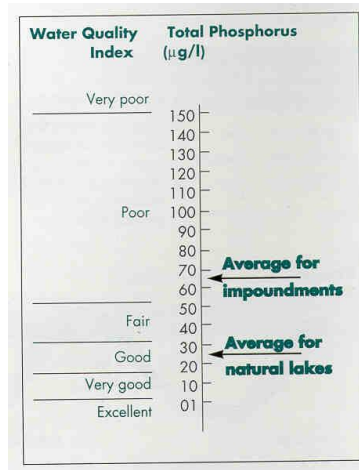 Water Quality
Index
Total Phosphorus
(µg/l)
Very poor
150
140
130
120
110
Poor
100
90
80
70
Average for
impoundments
60
50
40
Fair
30
Average for
natural lakes
Good
20
Very good
10
Excellent
01